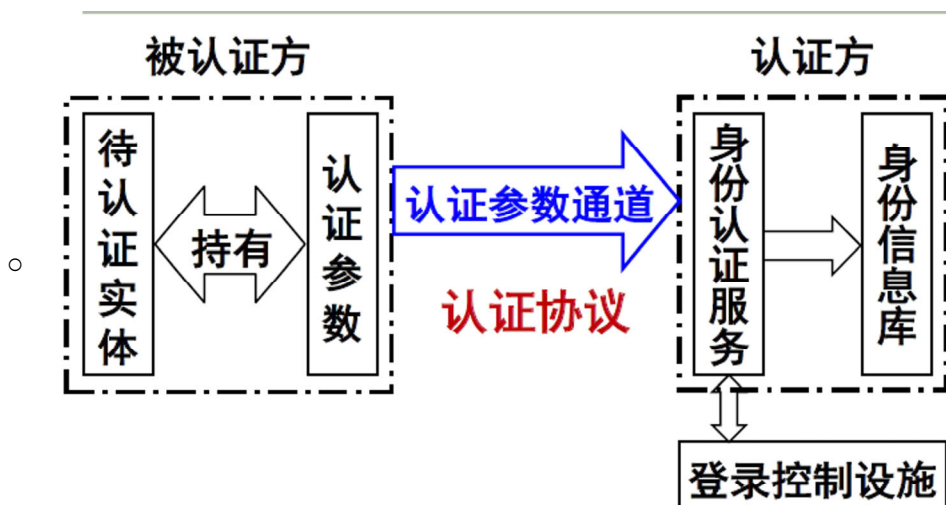 被认证方
认证方
待认证实体
持有
认证参数
认证参数通道
认证协议
身份认证服务
身份信息库
登录控制设施